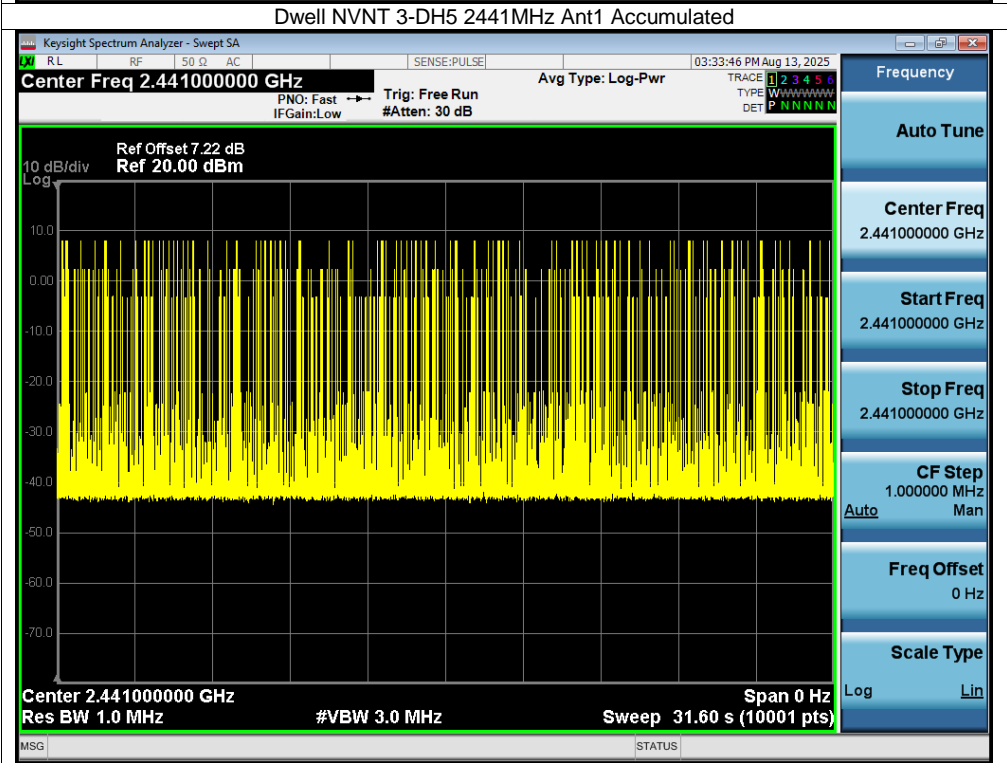 Dwell NVNT 3-DH5 2441MHz Ant1 Accumulated
Keysight Spectrum Analyzer - Swept SA
LXI RL RF 50 Ω AC SENSE:PULSE 03:33:46 PM Aug 13, 2025
Center Freq 2.441000000 GHz Avg Type: Log-Pwr TRACE 1 2 3 4 5 6
PNO: Fast Trig: Free Run TYPE WWWWWW
IFGain:Low #Atten: 30 dB DET P N N N N N
Ref Offset 7.22 dB
10 dB/div Ref 20.00 dBm
Log
10.0
0.00
-10.0
-20.0
-30.0
-40.0
-50.0
-60.0
-70.0
Center 2.441000000 GHz Span 0 Hz
Res BW 1.0 MHz #VBW 3.0 MHz Sweep 31.60 s (10001 pts)
MSG STATUS
Frequency
Auto Tune
Center Freq
2.441000000 GHz
Start Freq
2.441000000 GHz
Stop Freq
2.441000000 GHz
CF Step
1.000000 MHz
Auto Man
Freq Offset
0 Hz
Scale Type
Log Lin